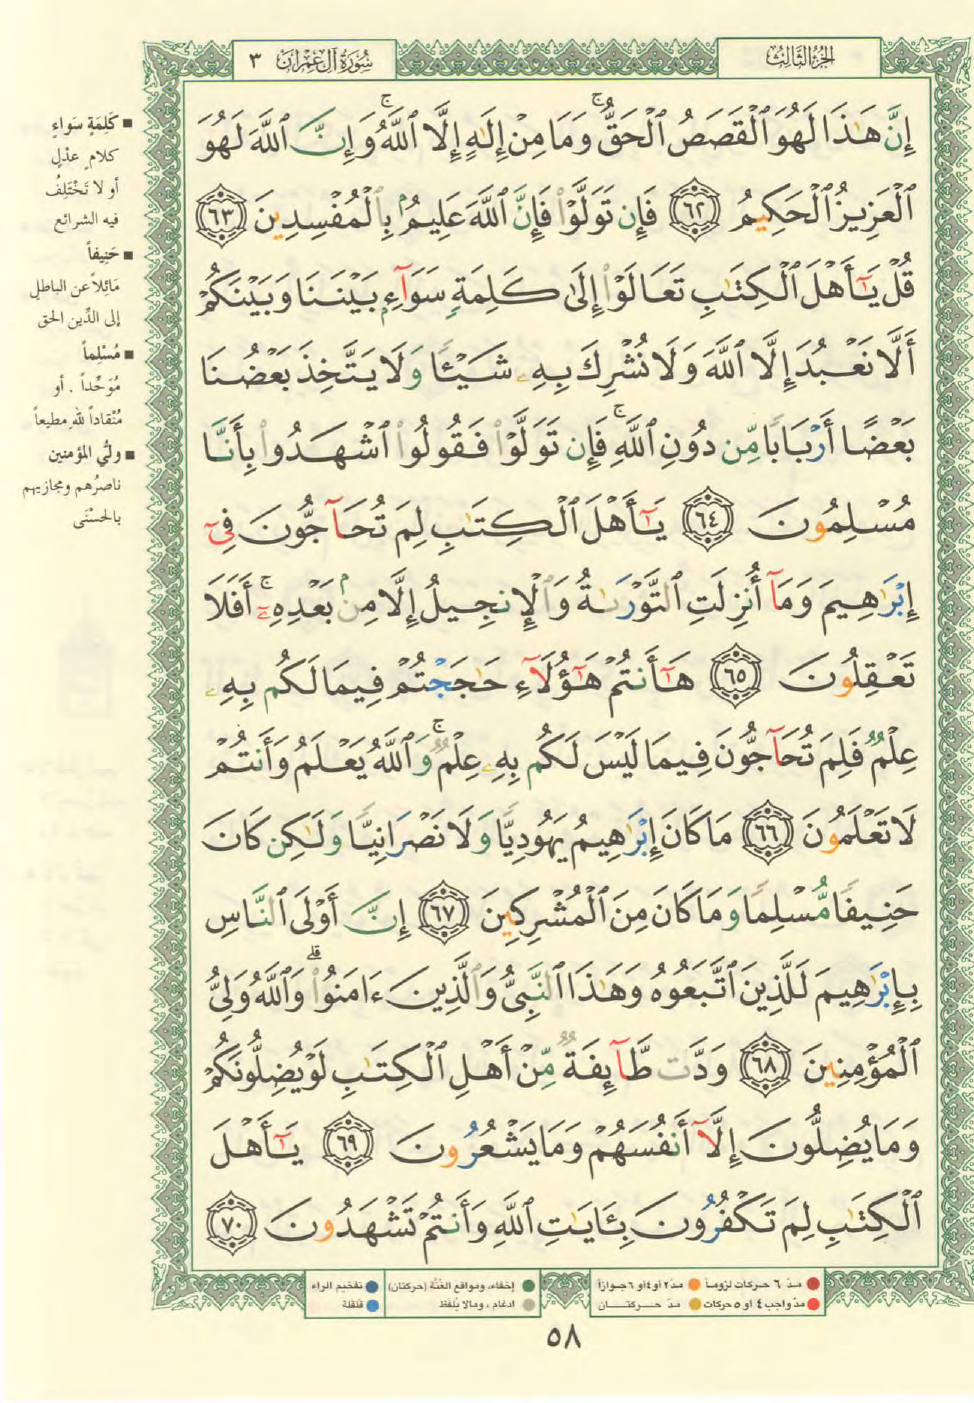 الجزء الثالث
سُورَةُ آلِ عِمْرَانَ ٣
إِنَّ هَٰذَا لَهُوَ ٱلْقَصَصُ ٱلْحَقُّ ۚ وَمَا مِنْ إِلَٰهٍ إِلَّا ٱللَّهُ ۚ وَإِنَّ ٱللَّهَ لَهُوَ
ٱلْعَزِيزُ ٱلْحَكِيمُ ٦٢ فَإِن تَوَلَّوْا۟ فَإِنَّ ٱللَّهَ عَلِيمٌۢ بِٱلْمُفْسِدِينَ ٦٣
قُلْ يَٰٓأَهْلَ ٱلْكِتَٰبِ تَعَالَوْا۟ إِلَىٰ كَلِمَةٍ سَوَآءٍۭ بَيْنَنَا وَبَيْنَكُمْ
أَلَّا نَعْبُدَ إِلَّا ٱللَّهَ وَلَا نُشْرِكَ بِهِۦ شَيْـًٔا وَلَا يَتَّخِذَ بَعْضُنَا
بَعْضًا أَرْبَابًا مِّن دُونِ ٱللَّهِ ۚ فَإِن تَوَلَّوْا۟ فَقُولُوا۟ ٱشْهَدُوا۟ بِأَنَّا
مُسْلِمُونَ ٦٤ يَٰٓأَهْلَ ٱلْكِتَٰبِ لِمَ تُحَآجُّونَ فِىٓ
إِبْرَٰهِيمَ وَمَآ أُنزِلَتِ ٱلتَّوْرَىٰةُ وَٱلْإِنجِيلُ إِلَّا مِنۢ بَعْدِهِۦٓ ۚ أَفَلَا
تَعْقِلُونَ ٦٥ هَٰٓأَنتُمْ هَٰٓؤُلَآءِ حَٰجَجْتُمْ فِيمَا لَكُم بِهِۦ
عِلْمٌ فَلِمَ تُحَآجُّونَ فِيمَا لَيْسَ لَكُم بِهِۦ عِلْمٌ ۚ وَٱللَّهُ يَعْلَمُ وَأَنتُمْ
لَا تَعْلَمُونَ ٦٦ مَا كَانَ إِبْرَٰهِيمُ يَهُودِيًّا وَلَا نَصْرَانِيًّا وَلَٰكِن كَانَ
حَنِيفًا مُّسْلِمًا وَمَا كَانَ مِنَ ٱلْمُشْرِكِينَ ٦٧ إِنَّ أَوْلَى ٱلنَّاسِ
بِإِبْرَٰهِيمَ لَلَّذِينَ ٱتَّبَعُوهُ وَهَٰذَا ٱلنَّبِىُّ وَٱلَّذِينَ ءَامَنُوا۟ ۗ وَٱللَّهُ وَلِىُّ
ٱلْمُؤْمِنِينَ ٦٨ وَدَّت طَّآئِفَةٌ مِّنْ أَهْلِ ٱلْكِتَٰبِ لَوْ يُضِلُّونَكُمْ
وَمَا يُضِلُّونَ إِلَّآ أَنفُسَهُمْ وَمَا يَشْعُرُونَ ٦٩ يَٰٓأَهْلَ
ٱلْكِتَٰبِ لِمَ تَكْفُرُونَ بِـَٔايَٰتِ ٱللَّهِ وَأَنتُمْ تَشْهَدُونَ ٧٠
■ كَلِمَةٍ سَوَاءٍ
كلامٍ عدْلٍ
أو لا تَخْتَلِفُ
فيه الشرائع
■ حَنِيفاً
مَائِلاً عن الباطلِ
إلى الدِّين الحق
■ مُسْلِماً
مُوَحِّداً . أو
مُنْقاداً لله مطيعاً
■ وليُّ المؤمنين
ناصرُهم ومجازيهم
بالحسْنَى
مدّ ٦ حركات لزوماً
مدّ ٢ أو ٤ أو ٦ جوازاً
إخفاء، ومواقع الغُنَّة (حركتان)
تفخيم الراء
مدّ واجب ٤ أو ٥ حركات
مدّ حركتان
ادغام ، ومالا يُلفظ
قلقلة
٥٨